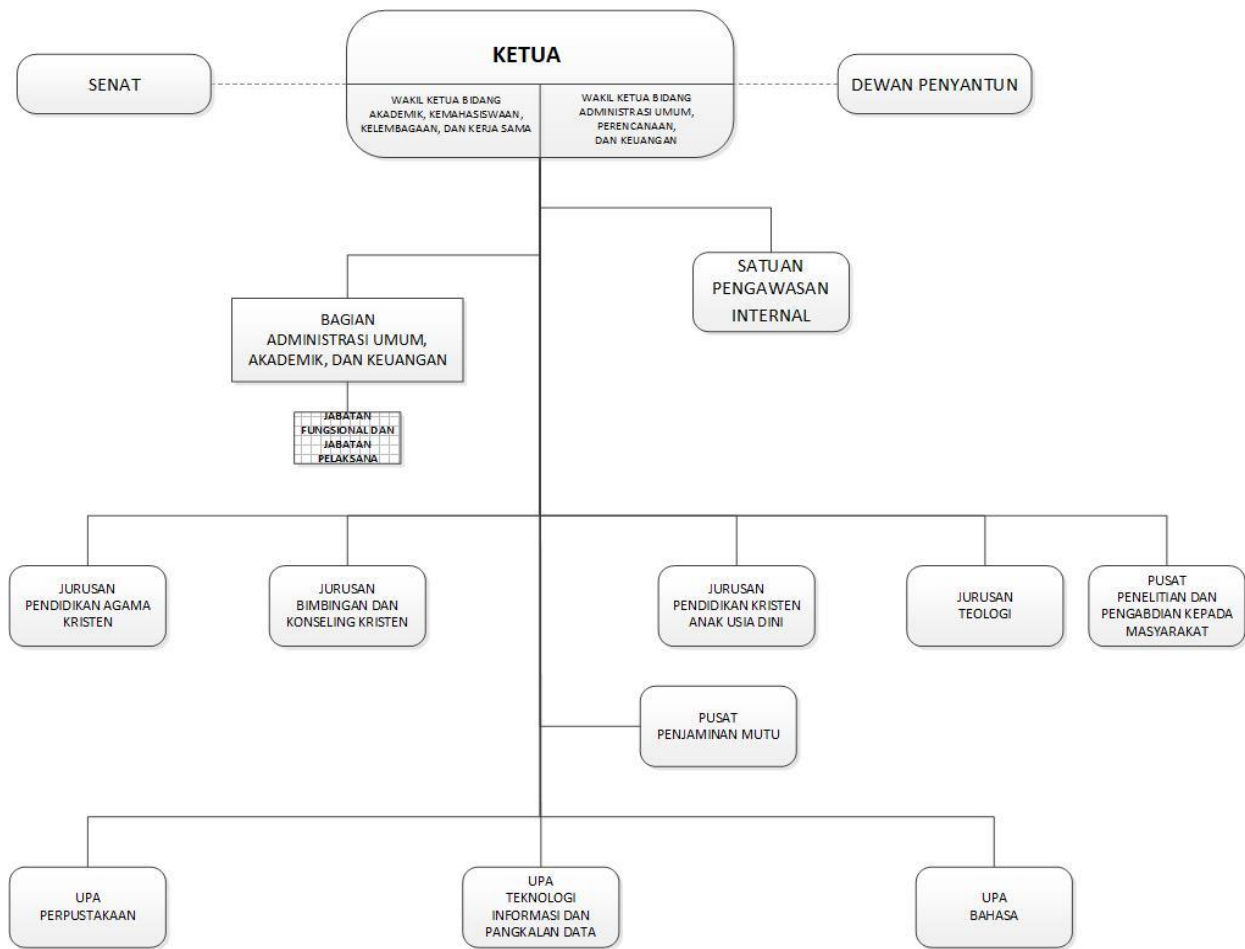 KETUA
SENAT
DEWAN PENYANTUN
WAKIL KETUA BIDANG
AKADEMIK, KEMAHASISWAAN,
KELEMBAGAAN, DAN KERJA SAMA
WAKIL KETUA BIDANG
ADMINISTRASI UMUM,
PERENCANAAN,
DAN KEUANGAN
SATUAN
PENGAWASAN
INTERNAL
BAGIAN
ADMINISTRASI UMUM,
AKADEMIK, DAN KEUANGAN
JABATAN
FUNGSIONAL DAN
JABATAN
PELAKSANA
JURUSAN
PENDIDIKAN AGAMA
KRISTEN
JURUSAN
BIMBINGAN DAN
KONSELING KRISTEN
JURUSAN
PENDIDIKAN KRISTEN
ANAK USIA DINI
JURUSAN
TEOLOGI
PUSAT
PENELITIAN DAN
PENGABDIAN KEPADA
MASYARAKAT
PUSAT
PENJAMINAN MUTU
UPA
PERPUSTAKAAN
UPA
TEKNOLOGI
INFORMASI DAN
PANGKALAN DATA
UPA
BAHASA